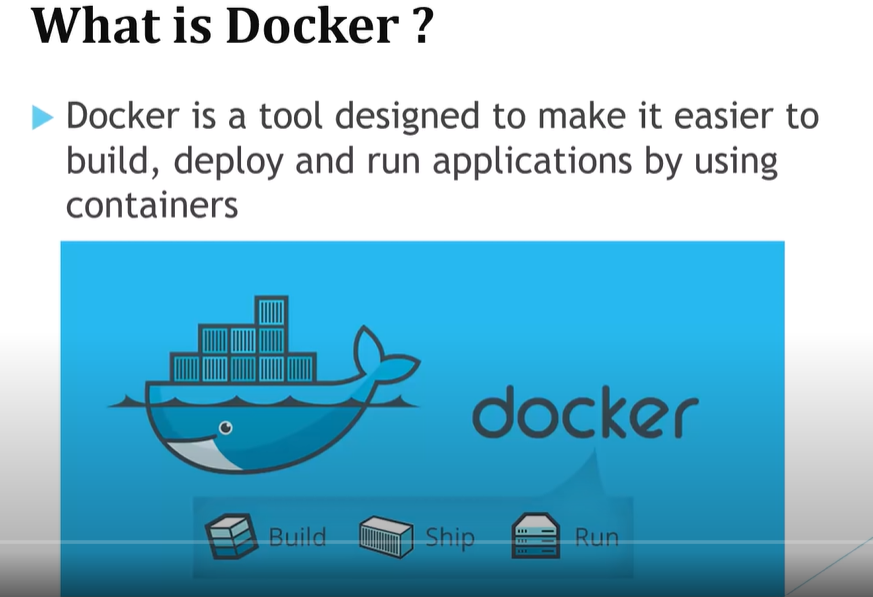 What is Docker ?
Docker is a tool designed to make it easier to
build, deploy and run applications by using
containers
docker
Build Ship Run